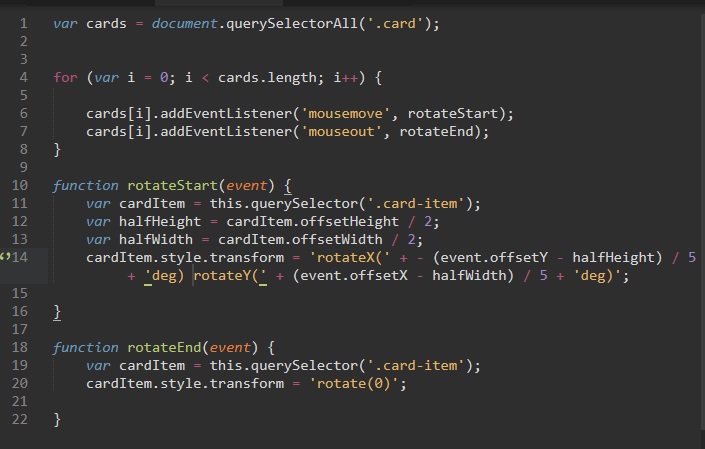 1 var cards = document.querySelectorAll('.card');
2
3
4 for (var i = 0; i < cards.length; i++) {
5
6 cards[i].addEventListener('mousemove', rotateStart);
7 cards[i].addEventListener('mouseout', rotateEnd);
8 }
9
10 function rotateStart(event) {
11 var cardItem = this.querySelector('.card-item');
12 var halfHeight = cardItem.offsetHeight / 2;
13 var halfWidth = cardItem.offsetWidth / 2;
14 cardItem.style.transform = 'rotateX(' + - (event.offsetY - halfHeight) / 5
+ 'deg) rotateY(' + (event.offsetX - halfWidth) / 5 + 'deg)';
15
16 }
17
18 function rotateEnd(event) {
19 var cardItem = this.querySelector('.card-item');
20 cardItem.style.transform = 'rotate(0)';
21
22 }